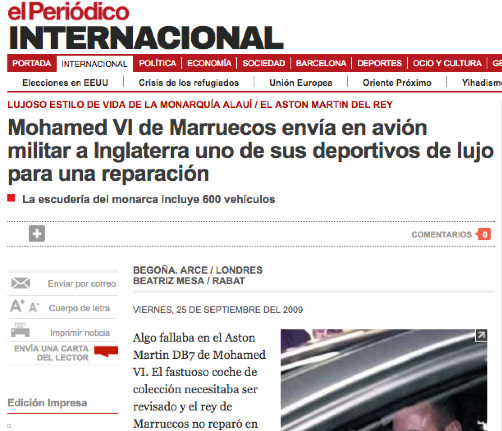 el Periódico
INTERNACIONAL
PORTADA INTERNACIONAL POLÍTICA ECONOMÍA SOCIEDAD BARCELONA DEPORTES OCIO Y CULTURA
Elecciones en EEUU Crisis de los refugiados Unión Europea Oriente Próximo Yihadism
LUJOSO ESTILO DE VIDA DE LA MONARQUÍA ALAUÍ / EL ASTON MARTIN DEL REY
Mohamed VI de Marruecos envía en avión
militar a Inglaterra uno de sus deportivos de lujo
para una reparación
La escudería del monarca incluye 600 vehículos
COMENTARIOS 0
BEGOÑA. ARCE / LONDRES
BEATRIZ MESA / RABAT
Enviar por correo
A+ A- Cuerpo de letra
Imprimir noticia
ENVÍA UNA CARTA
DEL LECTOR
Edición Impresa
VIERNES, 25 DE SEPTIEMBRE DEL 2009
Algo fallaba en el Aston
Martin DB7 de Mohamed
VI. El fastuoso coche de
colección necesitaba ser
revisado y el rey de
Marruecos no reparó en